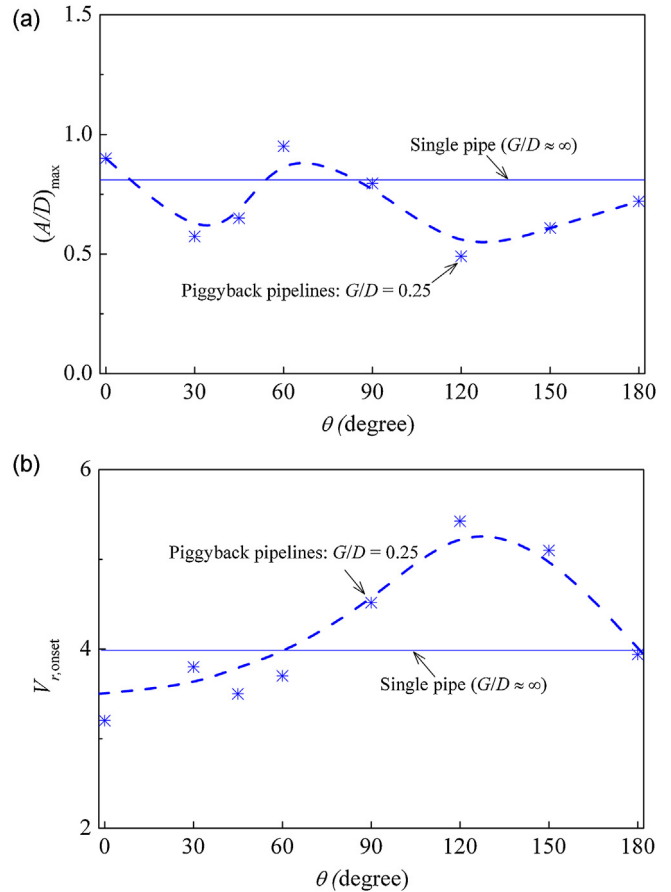 (a)
1.5
1.0
0.5
0.0
(A/D)max
Single pipe (G/D ≈ ∞)
Piggyback pipelines: G/D = 0.25
0 30 60 90 120 150 180
θ (degree)
(b)
6
4
2
Vr,onset
Piggyback pipelines: G/D = 0.25
Single pipe (G/D ≈ ∞)
0 30 60 90 120 150 180
θ (degree)